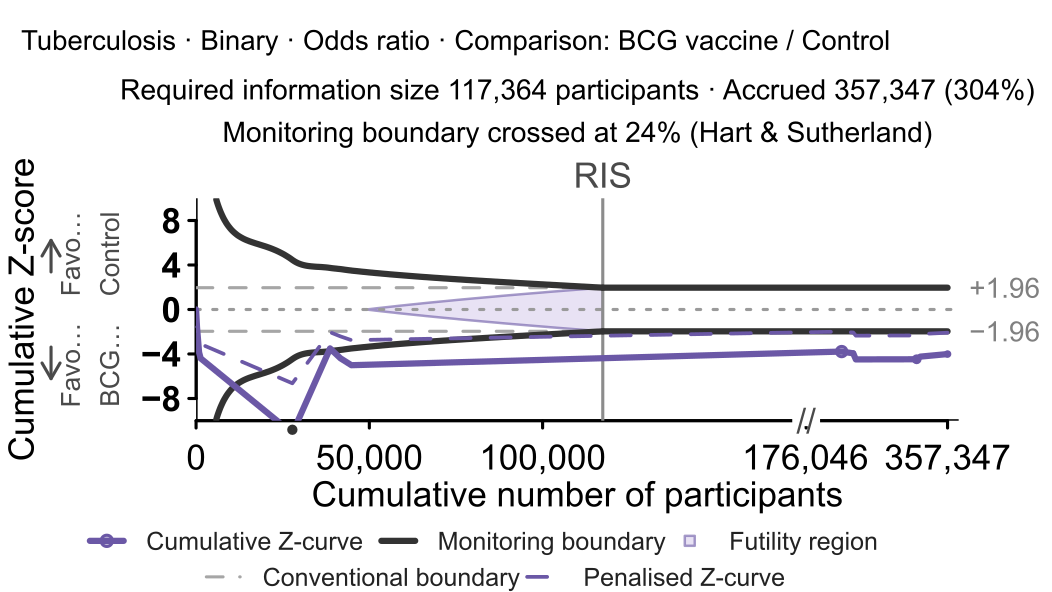 Tuberculosis · Binary · Odds ratio · Comparison: BCG vaccine / Control
Required information size 117,364 participants · Accrued 357,347 (304%)
Monitoring boundary crossed at 24% (Hart & Sutherland)
RIS
Cumulative Z-score
Favo…
Control
Favo…
BCG…
8
4
0
−4
−8
+1.96
−1.96
0
50,000
100,000
176,046
357,347
//
Cumulative number of participants
Cumulative Z-curve
Monitoring boundary
Futility region
Conventional boundary
Penalised Z-curve